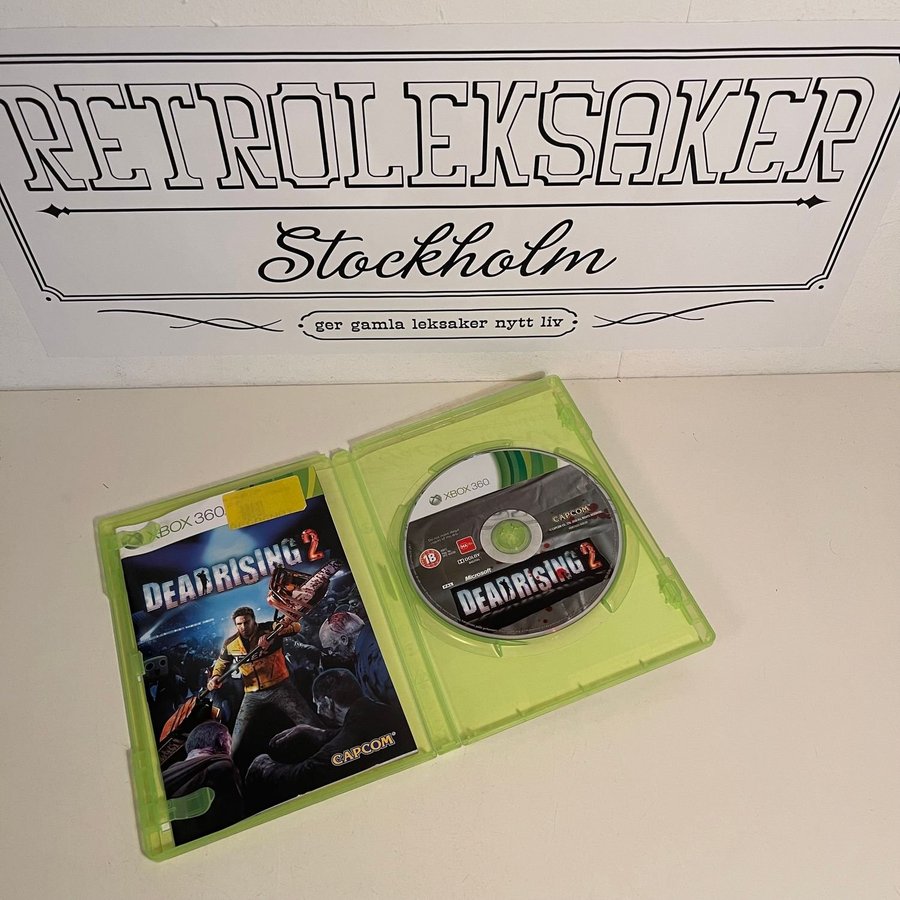 RETROLEKSAKER
Stockholm
ger gamla leksaker nytt liv
XBOX 360
DEADRISING 2
CAPCOM
XBOX 360
CAPCOM
18
DOLBY
Microsoft
DEADRISING 2